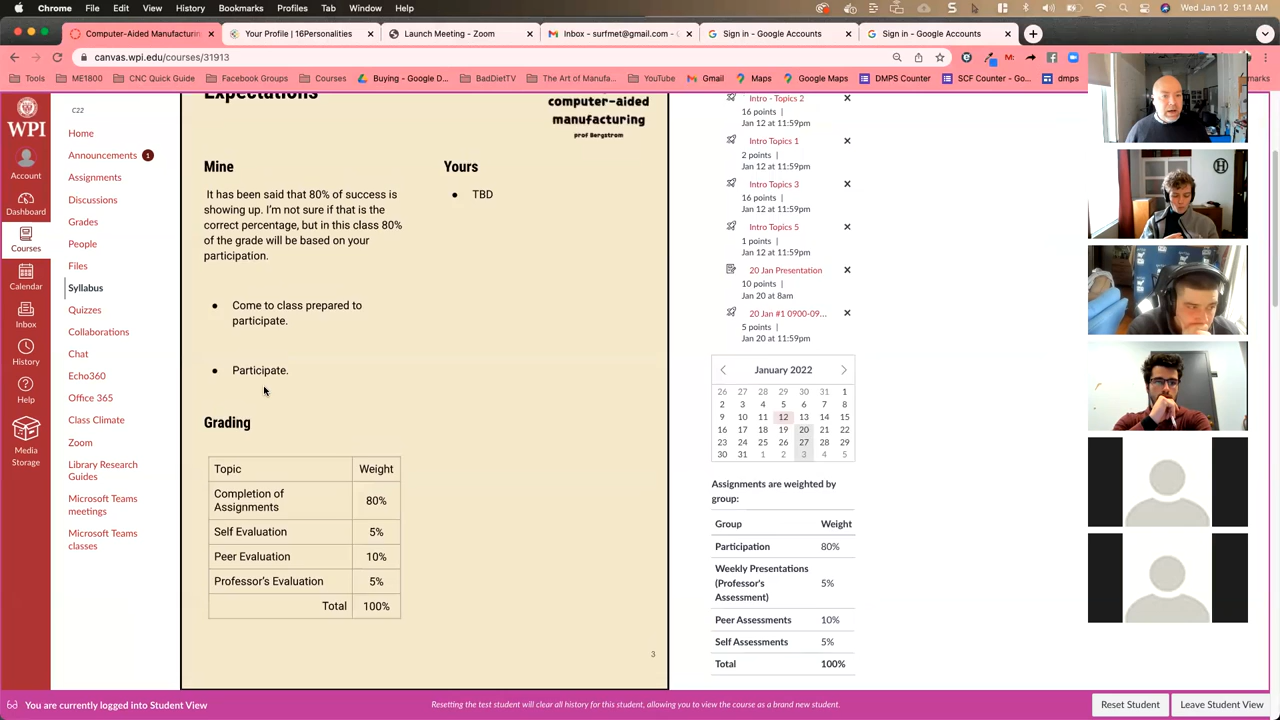 Chrome File Edit View History Bookmarks Profiles Tab Window Help
Computer-Aided Manufacturin
Your Profile | 16Personalities
Launch Meeting - Zoom
Inbox - surfmet@gmail.com -
Sign in - Google Accounts
Sign in - Google Accounts
canvas.wpi.edu/courses/31913
Tools
ME1800
CNC Quick Guide
Facebook Groups
Courses
Buying - Google D...
BadDietTV
The Art of Manufa...
YouTube
Gmail
Maps
Google Maps
DMPS Counter
SCF Counter - Go...
dmps
WPI
Account
Dashboard
Courses
Calendar
Inbox
History
Help
Media
Storage
C22
Home
Announcements 1
Assignments
Discussions
Grades
People
Files
Syllabus
Quizzes
Collaborations
Chat
Echo360
Office 365
Class Climate
Zoom
Library Research
Guides
Microsoft Teams
meetings
Microsoft Teams
classes
Expectations
computer-aided
manufacturing
prof Bergstrom
Mine
It has been said that 80% of success is
showing up. I'm not sure if that is the
correct percentage, but in this class 80%
of the grade will be based on your
participation.
● Come to class prepared to
participate.
● Participate.
Yours
● TBD
Grading
Topic Weight
Completion of
Assignments 80%
Self Evaluation 5%
Peer Evaluation 10%
Professor's Evaluation 5%
Total 100%
3
Intro - Topics 2
16 points |
Jan 12 at 11:59pm
Intro Topics 1
2 points |
Jan 12 at 11:59pm
Intro Topics 3
16 points |
Jan 12 at 11:59pm
Intro Topics 5
1 points |
Jan 12 at 11:59pm
20 Jan Presentation
10 points |
Jan 20 at 8am
20 Jan #1 0900-09...
5 points |
Jan 20 at 11:59pm
January 2022
26 27 28 29 30 31 1
2 3 4 5 6 7 8
9 10 11 12 13 14 15
16 17 18 19 20 21 22
23 24 25 26 27 28 29
30 31 1 2 3 4 5
Assignments are weighted by
group:
Group Weight
Participation 80%
Weekly Presentations
(Professor's
Assessment) 5%
Peer Assessments 10%
Self Assessments 5%
Total 100%
You are currently logged into Student View
Resetting the test student will clear all history for this student, allowing you to view the course as a brand new student.
Reset Student
Leave Student View